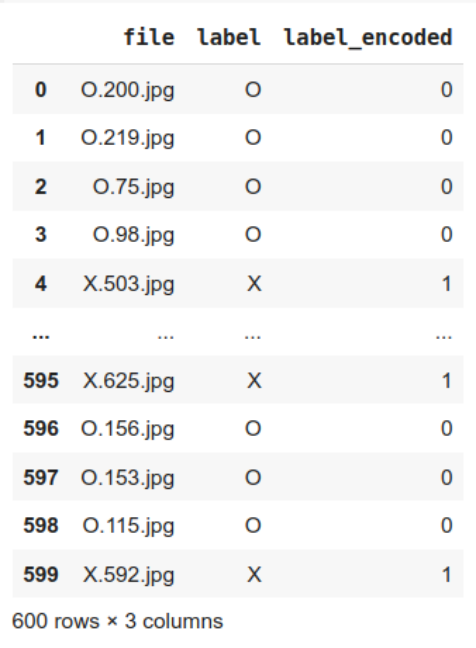 file label label_encoded
0 O.200.jpg O 0
1 O.219.jpg O 0
2 O.75.jpg O 0
3 O.98.jpg O 0
4 X.503.jpg X 1
... ... ... ...
595 X.625.jpg X 1
596 O.156.jpg O 0
597 O.153.jpg O 0
598 O.115.jpg O 0
599 X.592.jpg X 1
600 rows × 3 columns